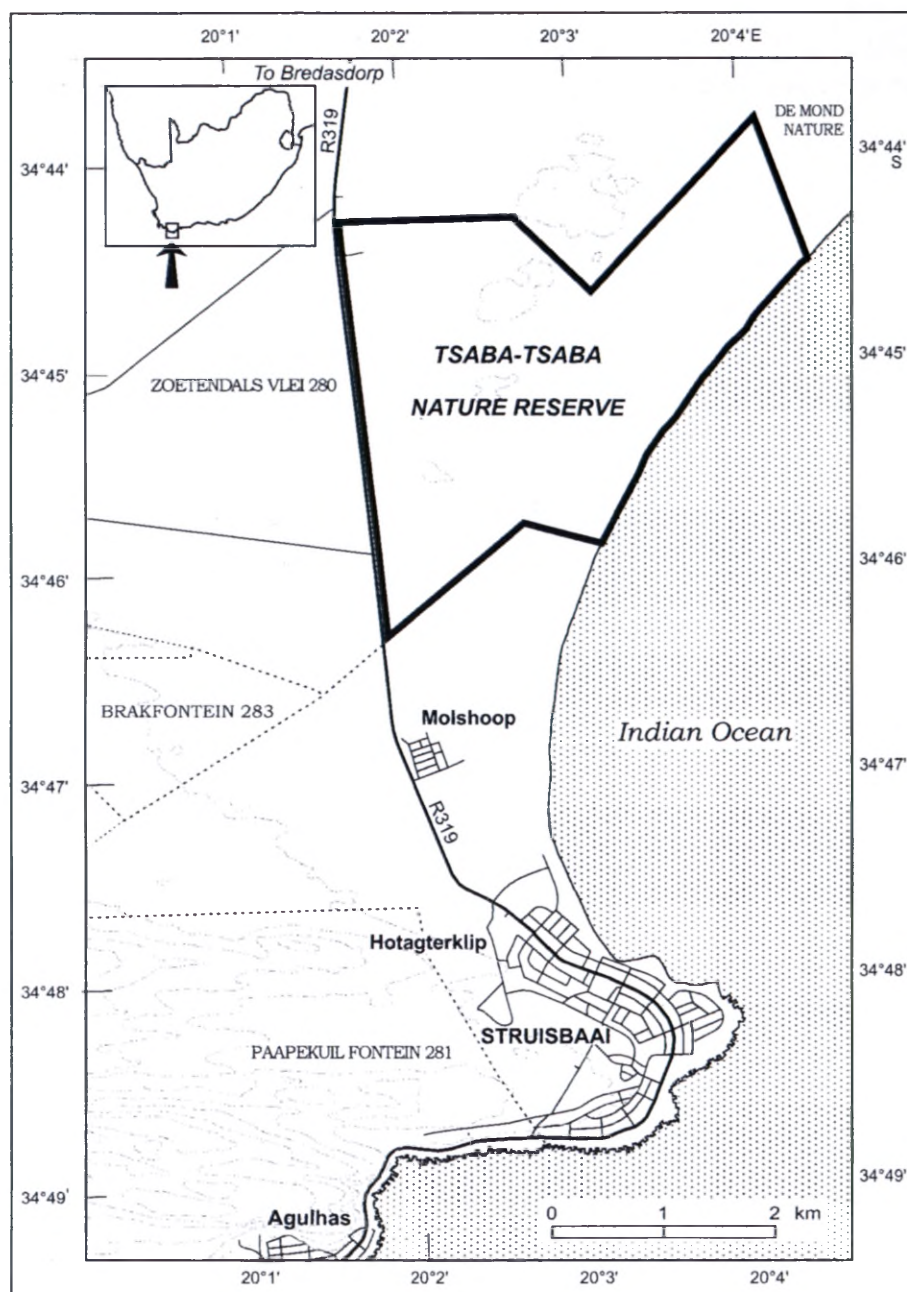 20°1'
20°2'
20°3'
20°4'E
To Bredasdorp
R319
DE MOND
NATURE
34°44'
34°44'
S
TSABA-TSABA
NATURE RESERVE
34°45'
34°45'
ZOETENDALS VLEI 280
34°46'
34°46'
BRAKFONTEIN 283
Molshoop
Indian Ocean
34°47'
34°47'
R319
Hotagterklip
34°48'
34°48'
STRUISBAAI
PAAPEKUIL FONTEIN 281
34°49'
34°49'
Agulhas
0 1 2 km
20°1'
20°2'
20°3'
20°4'